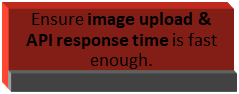 Ensure image upload &
API response time is fast
enough.